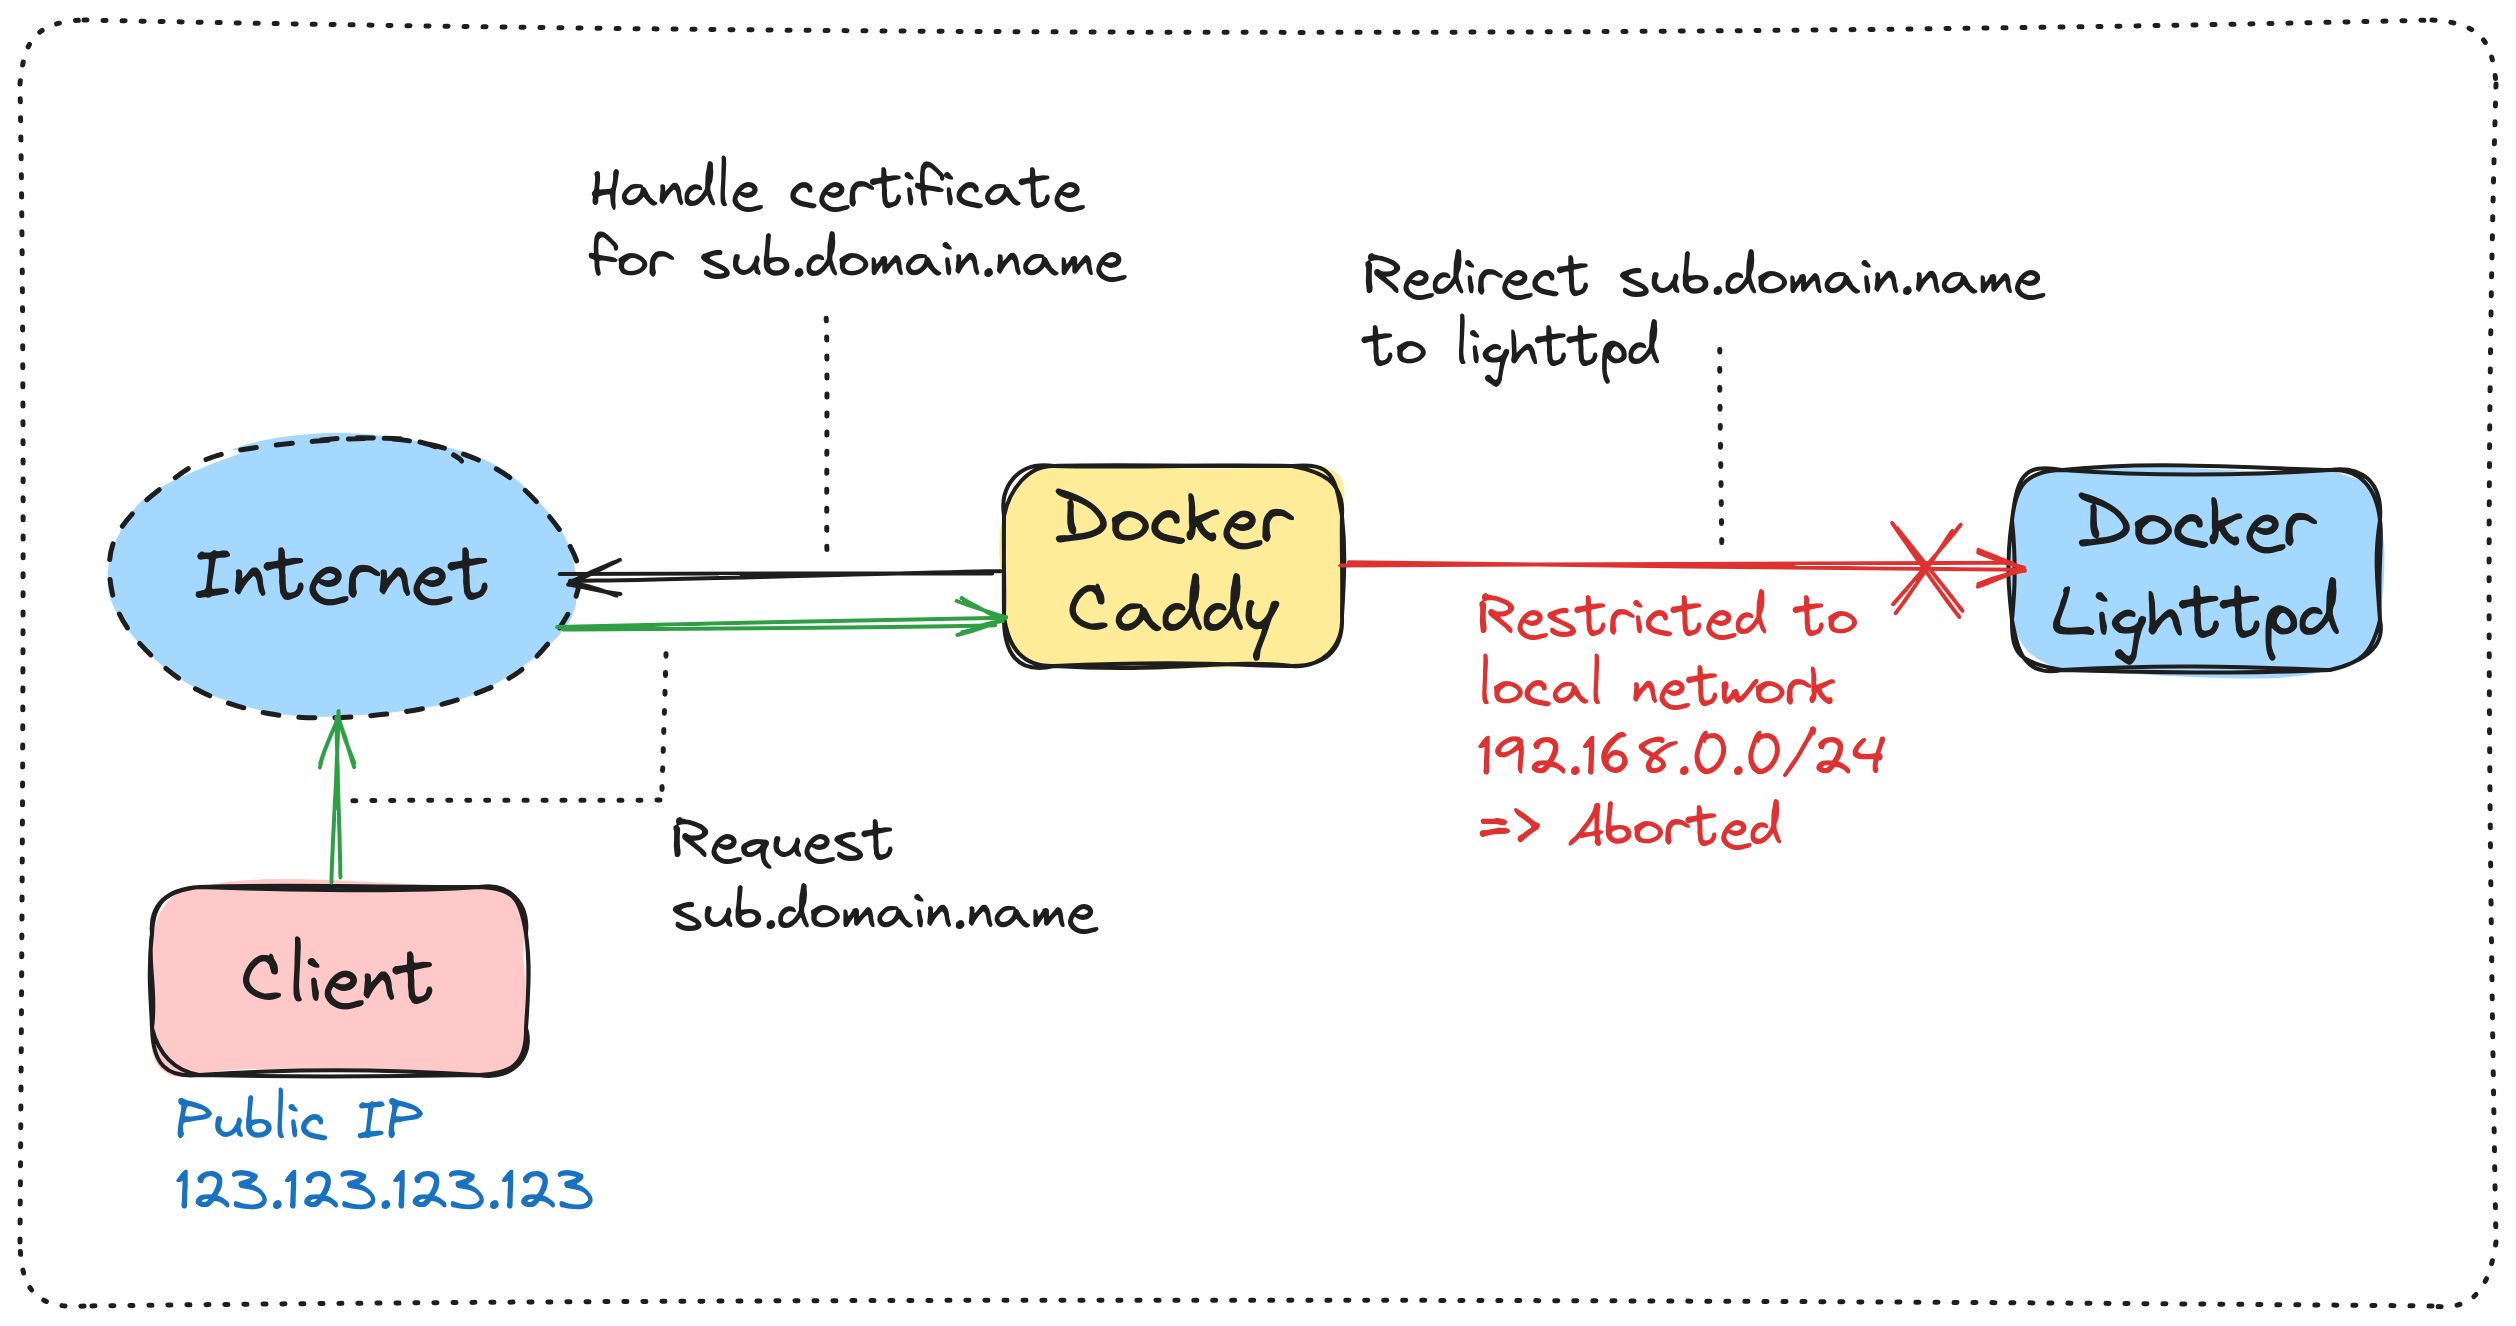 Handle certificate
for sub.domain.name
Redirect sub.domain.name
to lighttpd
Internet
Docker
Caddy
Docker
Lighttpd
Restricted to
local network
192.168.0.0/24
=> Aborted
Request
sub.domain.name
Client
Public IP
123.123.123.123